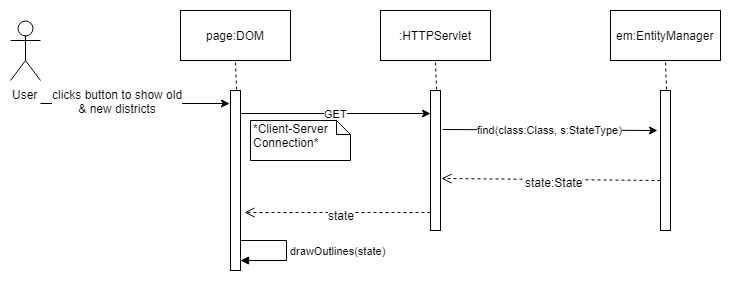 page:DOM
:HTTPServlet
em:EntityManager
User
clicks button to show old
& new districts
GET
*Client-Server
Connection*
find(class:Class, s:StateType)
state:State
state
drawOutlines(state)